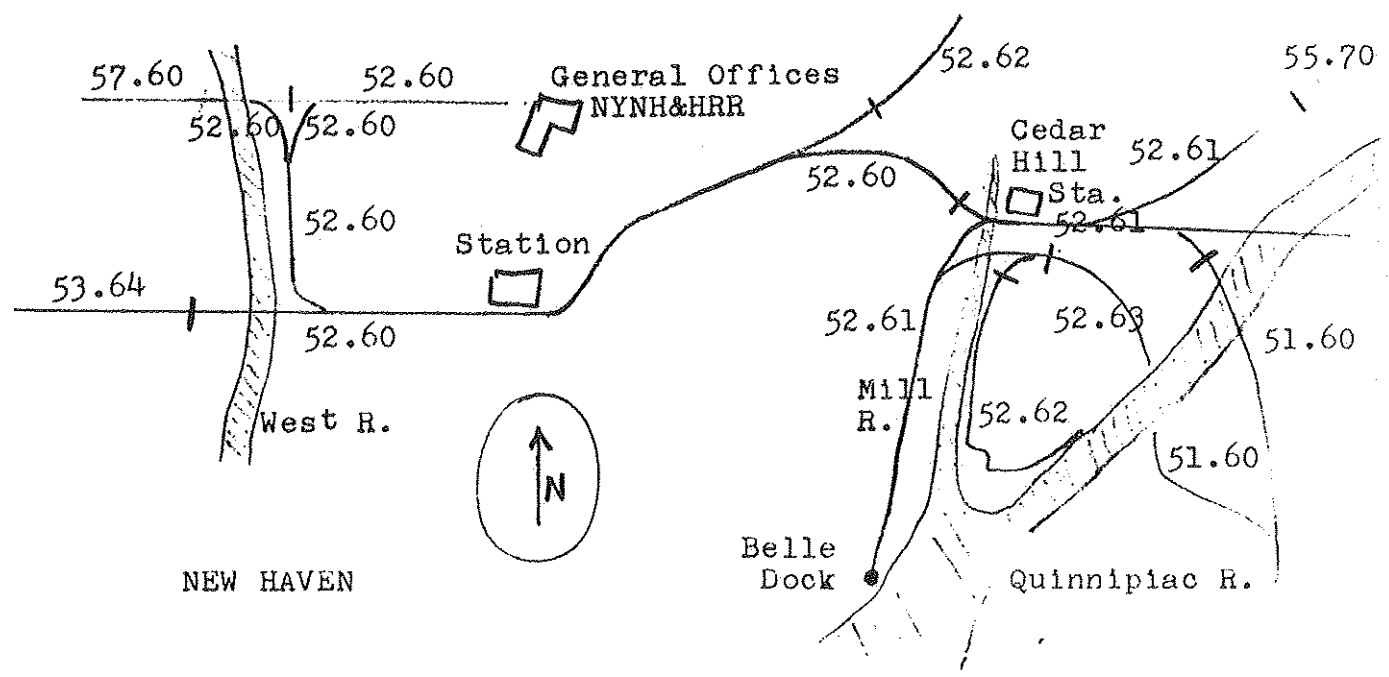 52.62
55.70
57.60
52.60
General Offices
NYNH&HRR
52.60
52.60
Cedar
Hill
Sta.
52.61
52.60
52.61
52.60
Station
53.64
52.60
52.61
52.63
51.60
Mill
R.
52.62
West R.
51.60
N
Belle
Dock
NEW HAVEN
Quinnipiac R.